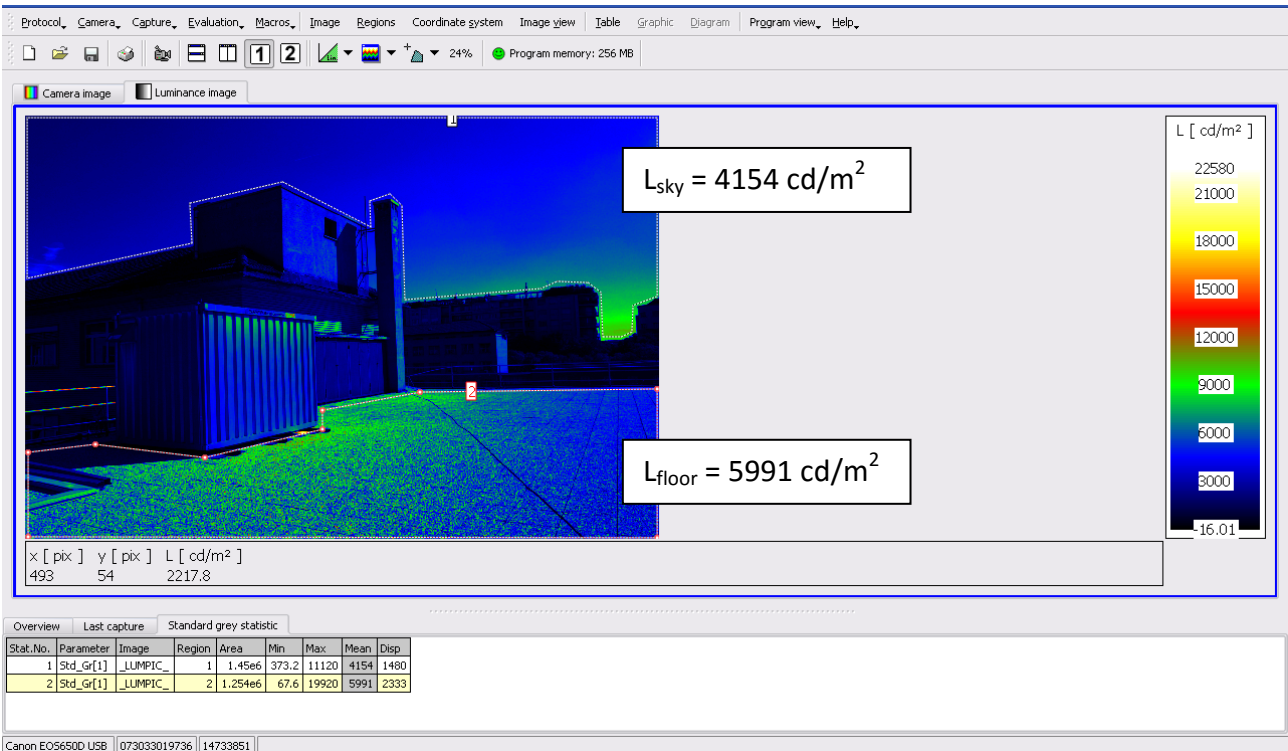 Protocol Camera Capture Evaluation Macros Image Regions Coordinate system Image view Table Graphic Diagram Program view Help
1 2 24% Program memory: 256 MB
Camera image Luminance image
1
L [ cd/m² ]
Lsky = 4154 cd/m²
22580
21000
18000
15000
12000
2
9000
6000
Lfloor = 5991 cd/m²
3000
-16.01
x [ pix ] y [ pix ] L [ cd/m² ]
493 54 2217.8
Overview Last capture Standard grey statistic
Stat.No. Parameter Image Region Area Min Max Mean Disp
1 Std_Gr[1] _LUMPIC_ 1 1.45e6 373.2 11120 4154 1480
2 Std_Gr[1] _LUMPIC_ 2 1.254e6 67.6 19920 5991 2333
Canon EOS650D USB 073033019736 14733851